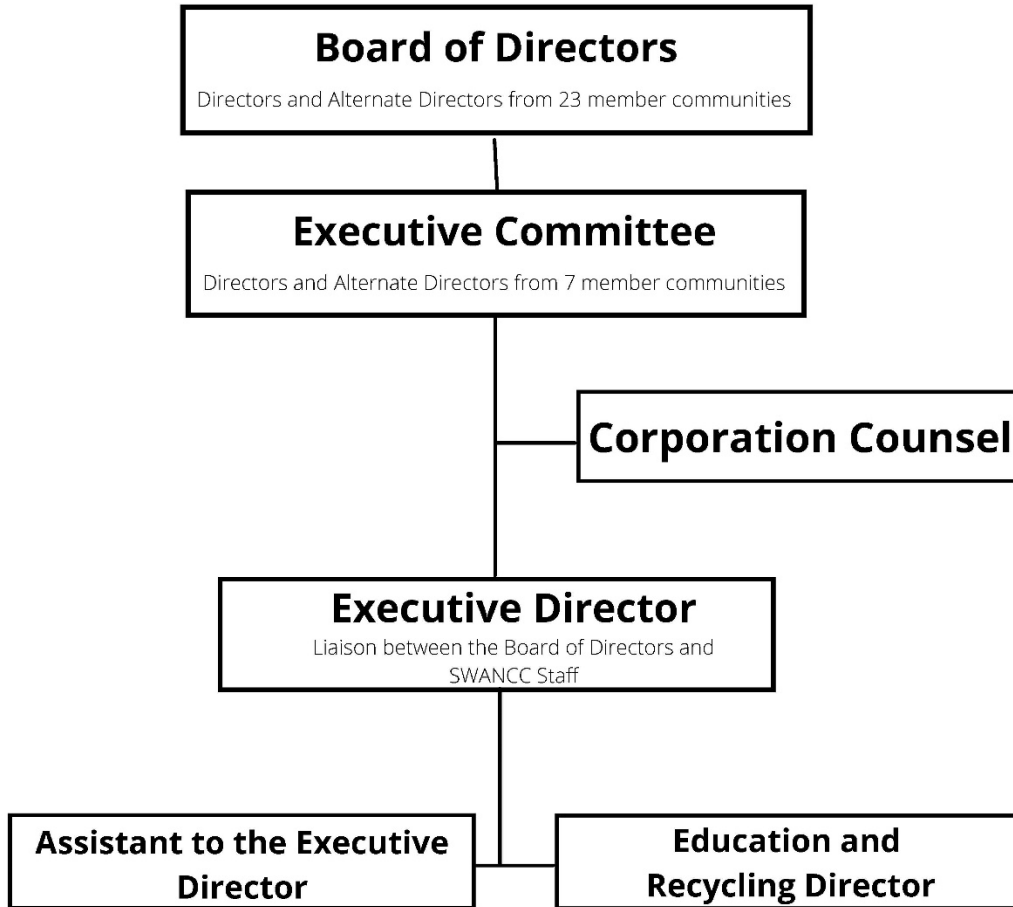 Board of Directors
Directors and Alternate Directors from 23 member communities
Executive Committee
Directors and Alternate Directors from 7 member communities
Corporation Counsel
Executive Director
Liaison between the Board of Directors and
SWANCC Staff
Assistant to the Executive
Director
Education and
Recycling Director